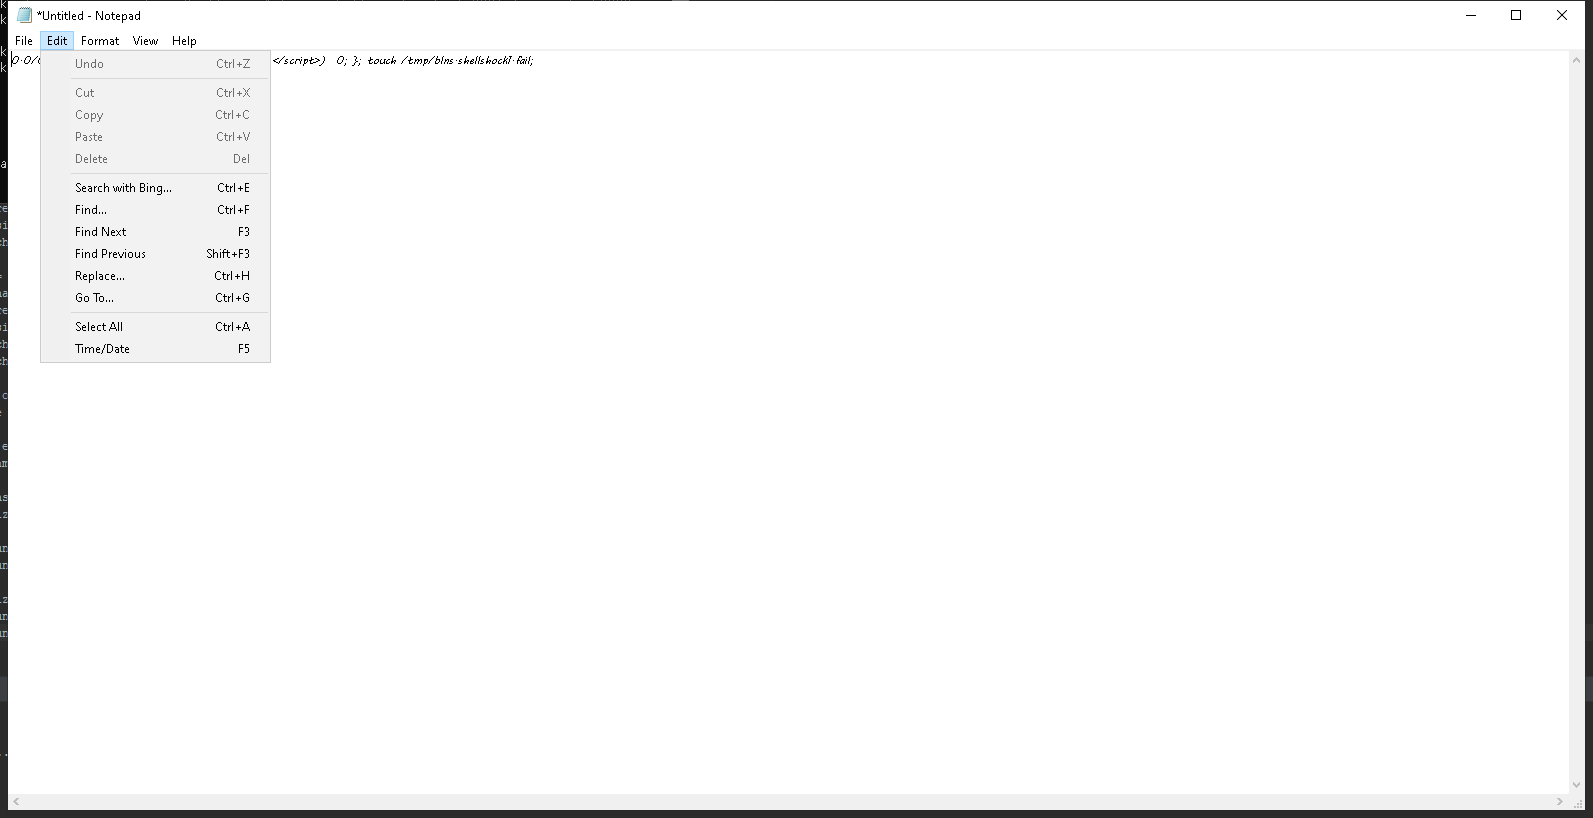 *Untitled - Notepad
File Edit Format View Help
0.0/ </script>) 0; }; touch /tmp/blns.shellshock1.fail;
Undo Ctrl+Z
Cut Ctrl+X
Copy Ctrl+C
Paste Ctrl+V
Delete Del
Search with Bing... Ctrl+E
Find... Ctrl+F
Find Next F3
Find Previous Shift+F3
Replace... Ctrl+H
Go To... Ctrl+G
Select All Ctrl+A
Time/Date F5